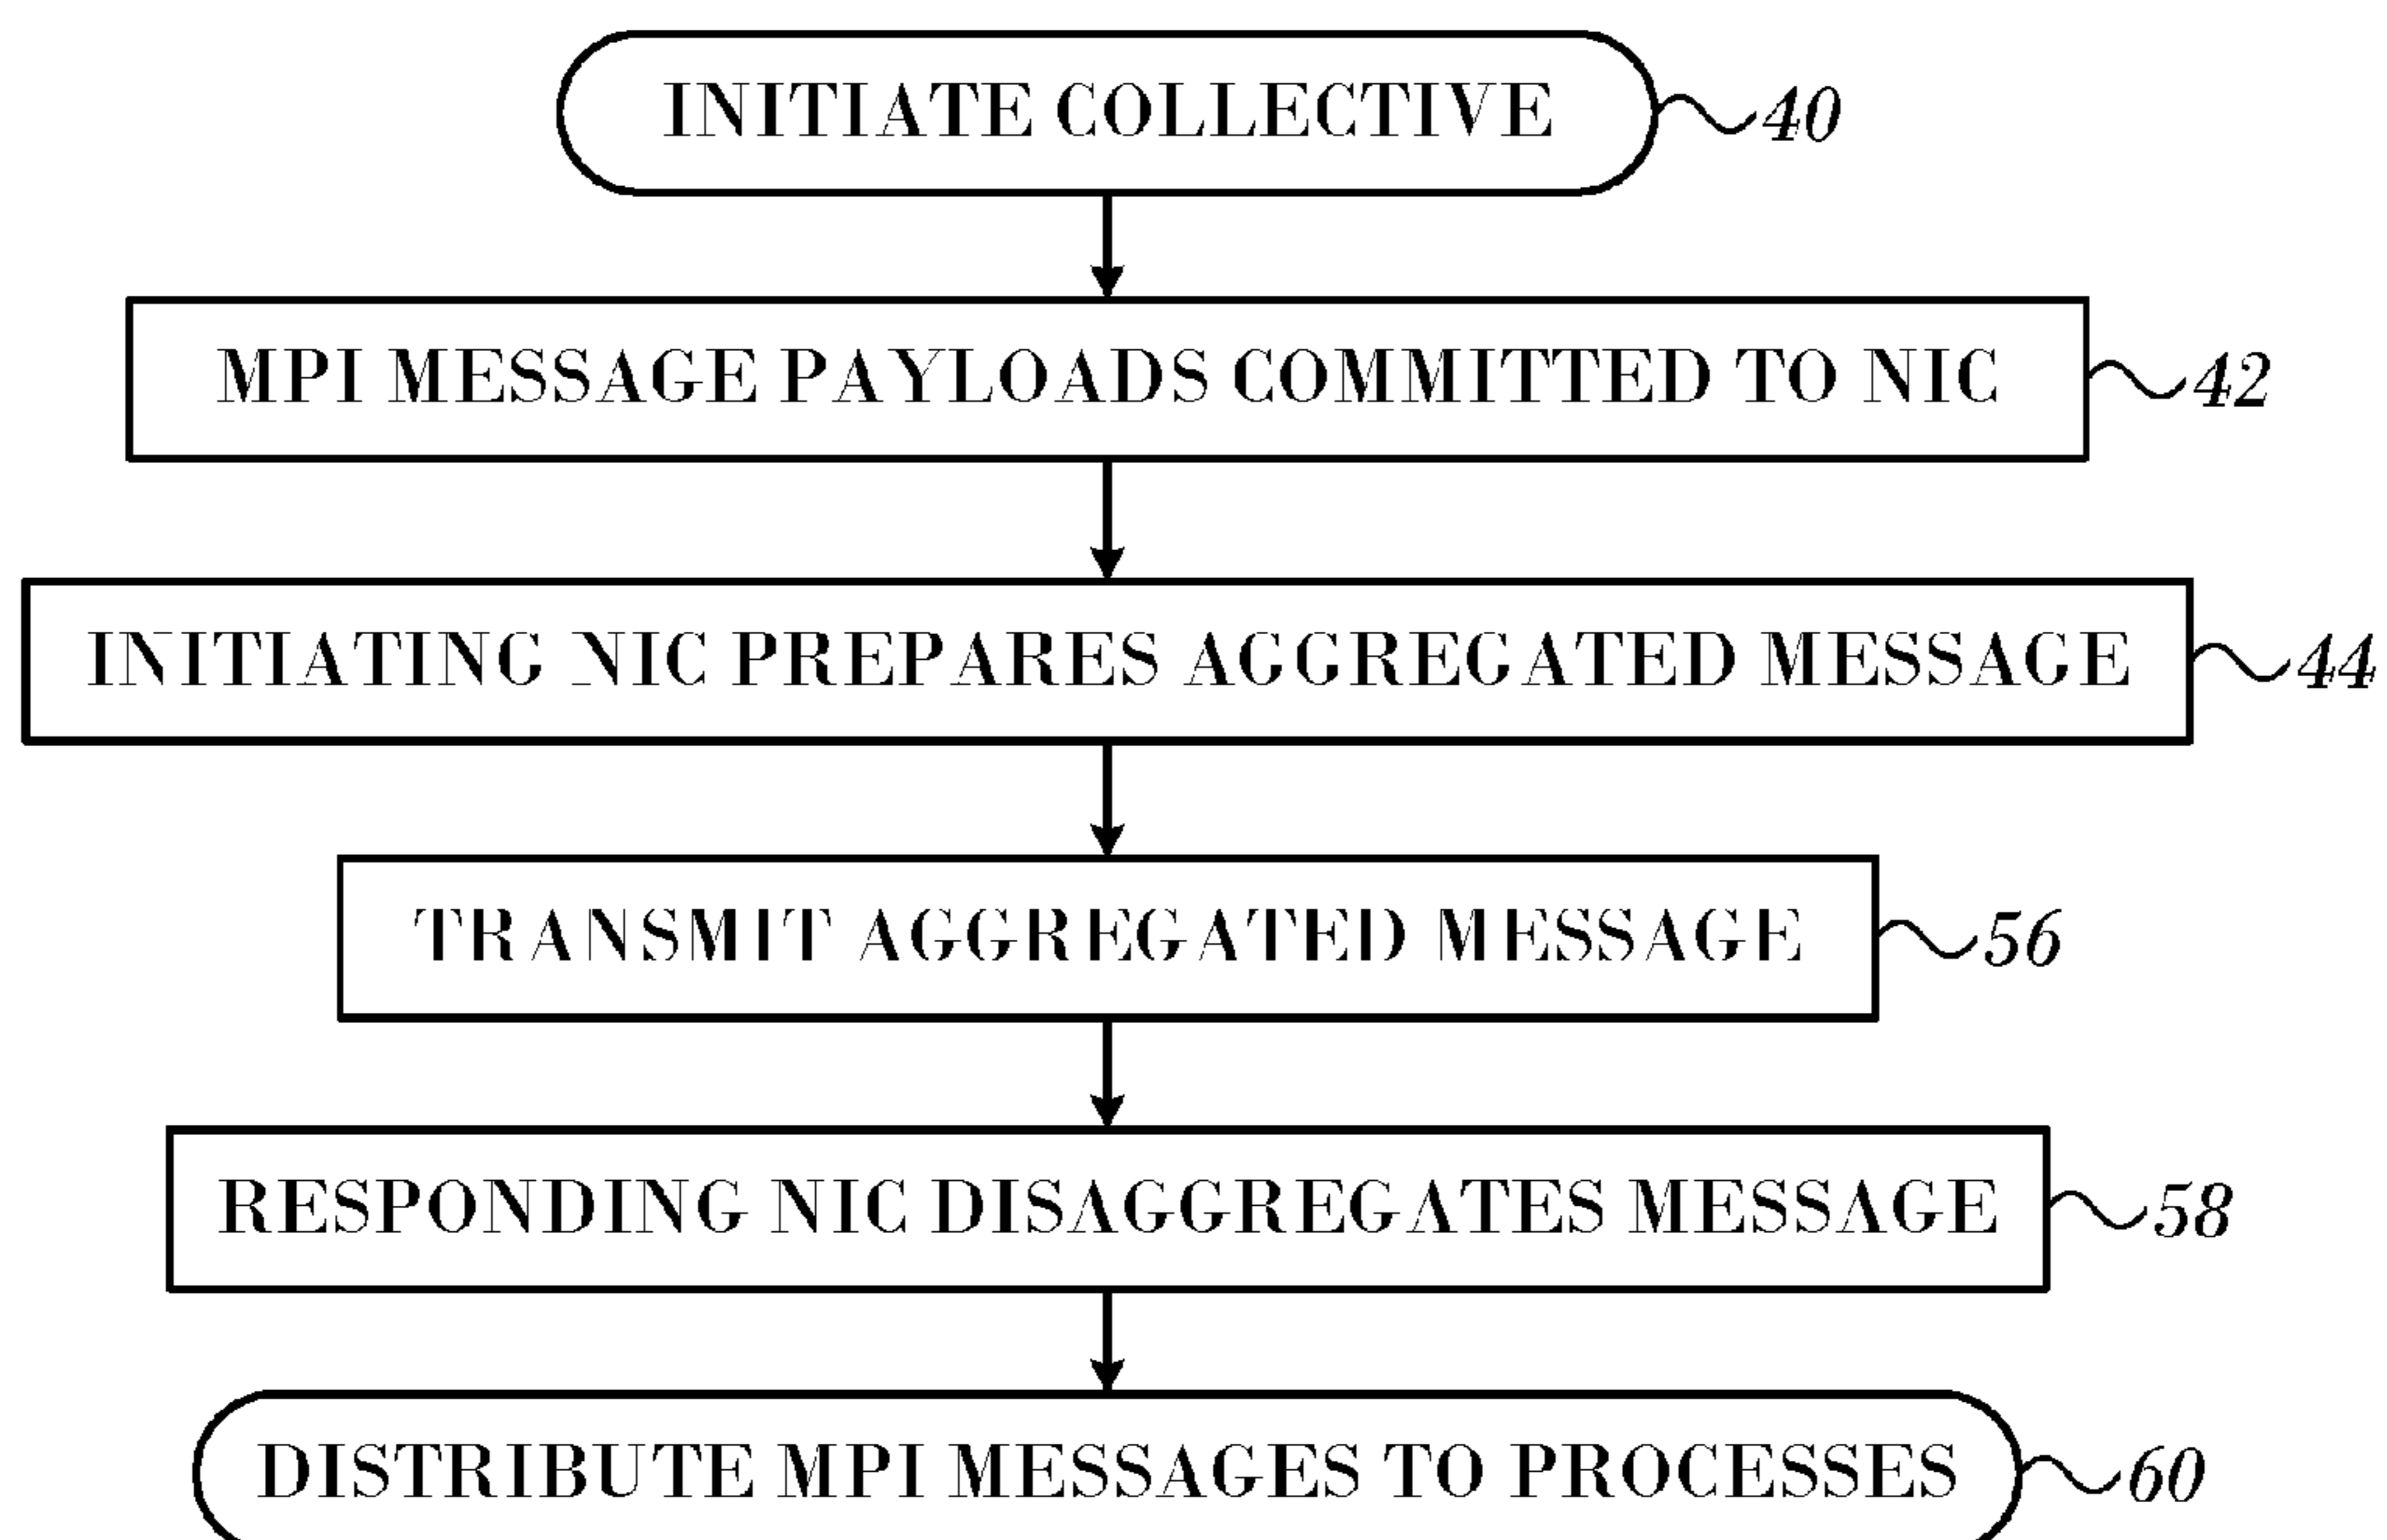 INITIATE COLLECTIVE 40
MPI MESSAGE PAYLOADS COMMITTED TO NIC 42
INITIATING NIC PREPARES AGGREGATED MESSAGE 44
TRANSMIT AGGREGATED MESSAGE 56
RESPONDING NIC DISAGGREGATES MESSAGE 58
DISTRIBUTE MPI MESSAGES TO PROCESSES 60